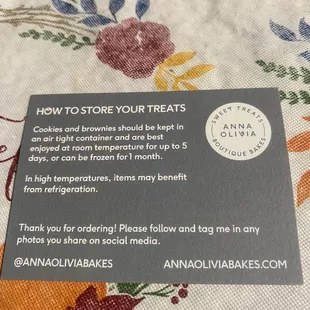 HOW TO STORE YOUR TREATS
Cookies and brownies should be kept in
an air tight container and are best
enjoyed at room temperature for up to 5
days, or can be frozen for 1 month.
In high temperatures, items may benefit
from refrigeration.
SWEET TREATS
ANNA
OLIVIA
BOUTIQUE BAKES
Thank you for ordering! Please follow and tag me in any
photos you share on social media.
@ANNAOLIVIABAKES
ANNAOLIVIABAKES.COM